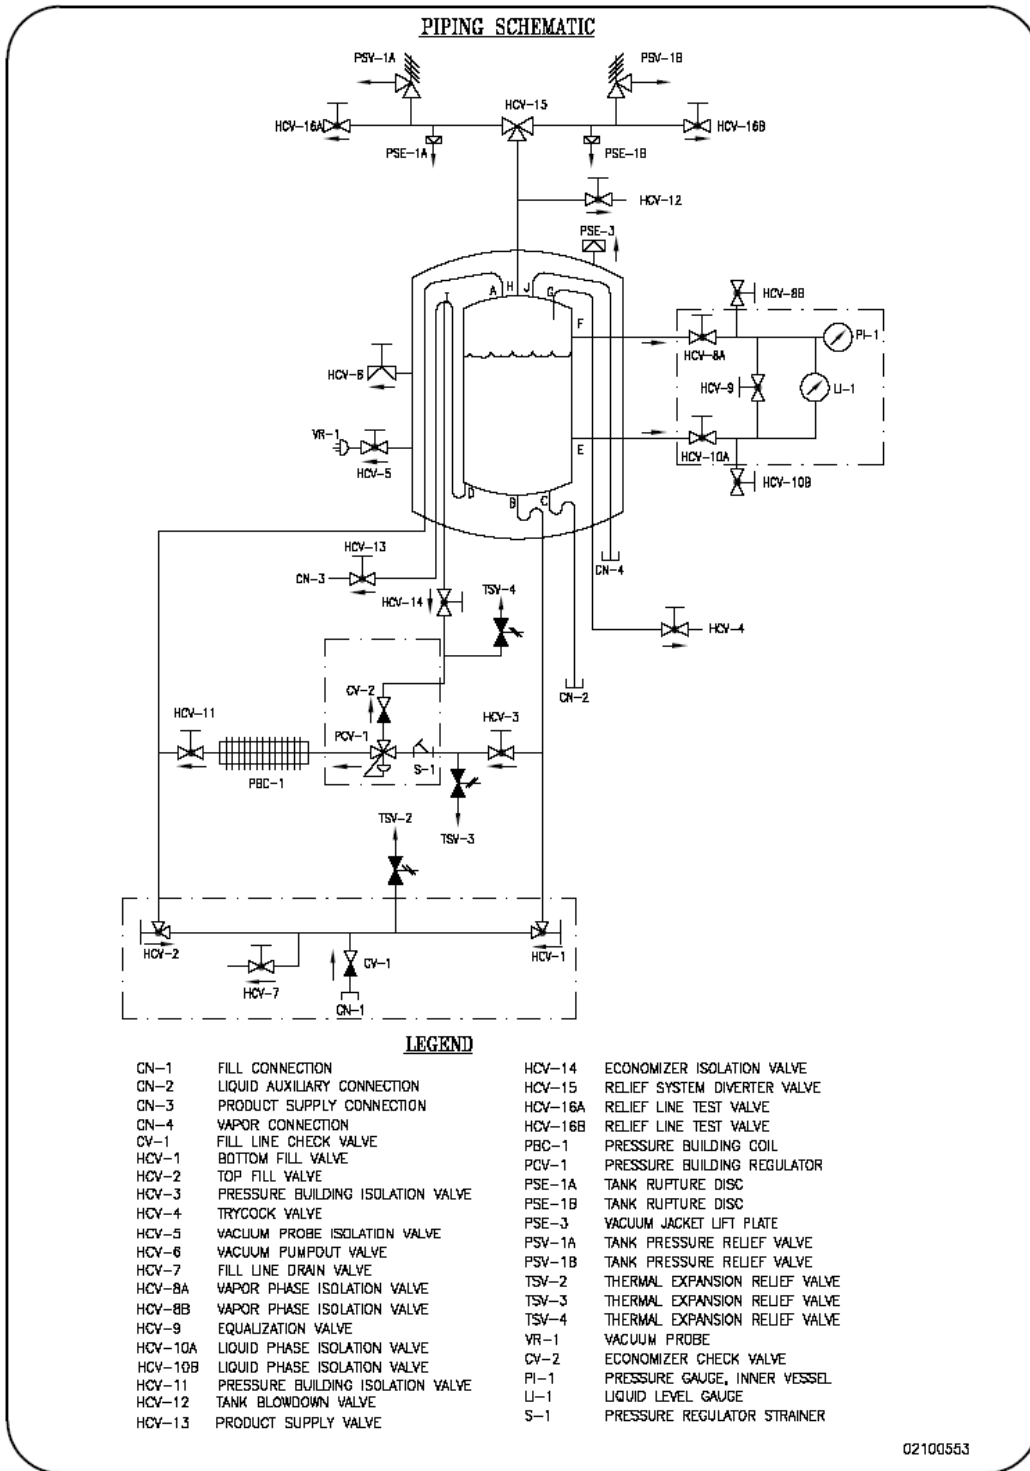 PIPING SCHEMATIC
PSV-1A
PSV-1B
HCV-15
HCV-16A
HCV-16B
PSE-1A
PSE-1B
HCV-12
PSE-3
A
H
J
G
I
F
HCV-8B
HCV-8A
PI-1
HCV-6
HCV-9
LI-1
VR-1
HCV-5
E
HCV-10A
HCV-10B
D
B
C
HCV-13
CN-3
CN-4
HCV-14
TSV-4
HCV-4
CV-2
CN-2
HCV-11
PCV-1
HCV-3
PBC-1
S-1
TSV-2
TSV-3
HCV-2
HCV-1
CV-1
HCV-7
CN-1
LEGEND
CN-1 FILL CONNECTION
CN-2 LIQUID AUXILIARY CONNECTION
CN-3 PRODUCT SUPPLY CONNECTION
CN-4 VAPOR CONNECTION
CV-1 FILL LINE CHECK VALVE
HCV-1 BOTTOM FILL VALVE
HCV-2 TOP FILL VALVE
HCV-3 PRESSURE BUILDING ISOLATION VALVE
HCV-4 TRYCOCK VALVE
HCV-5 VACUUM PROBE ISOLATION VALVE
HCV-6 VACUUM PUMPOUT VALVE
HCV-7 FILL LINE DRAIN VALVE
HCV-8A VAPOR PHASE ISOLATION VALVE
HCV-8B VAPOR PHASE ISOLATION VALVE
HCV-9 EQUALIZATION VALVE
HCV-10A LIQUID PHASE ISOLATION VALVE
HCV-10B LIQUID PHASE ISOLATION VALVE
HCV-11 PRESSURE BUILDING ISOLATION VALVE
HCV-12 TANK BLOWDOWN VALVE
HCV-13 PRODUCT SUPPLY VALVE
HCV-14 ECONOMIZER ISOLATION VALVE
HCV-15 RELIEF SYSTEM DIVERTER VALVE
HCV-16A RELIEF LINE TEST VALVE
HCV-16B RELIEF LINE TEST VALVE
PBC-1 PRESSURE BUILDING COIL
PCV-1 PRESSURE BUILDING REGULATOR
PSE-1A TANK RUPTURE DISC
PSE-1B TANK RUPTURE DISC
PSE-3 VACUUM JACKET LIFT PLATE
PSV-1A TANK PRESSURE RELIEF VALVE
PSV-1B TANK PRESSURE RELIEF VALVE
TSV-2 THERMAL EXPANSION RELIEF VALVE
TSV-3 THERMAL EXPANSION RELIEF VALVE
TSV-4 THERMAL EXPANSION RELIEF VALVE
VR-1 VACUUM PROBE
CV-2 ECONOMIZER CHECK VALVE
PI-1 PRESSURE GAUGE, INNER VESSEL
LI-1 LIQUID LEVEL GAUGE
S-1 PRESSURE REGULATOR STRAINER
02100553